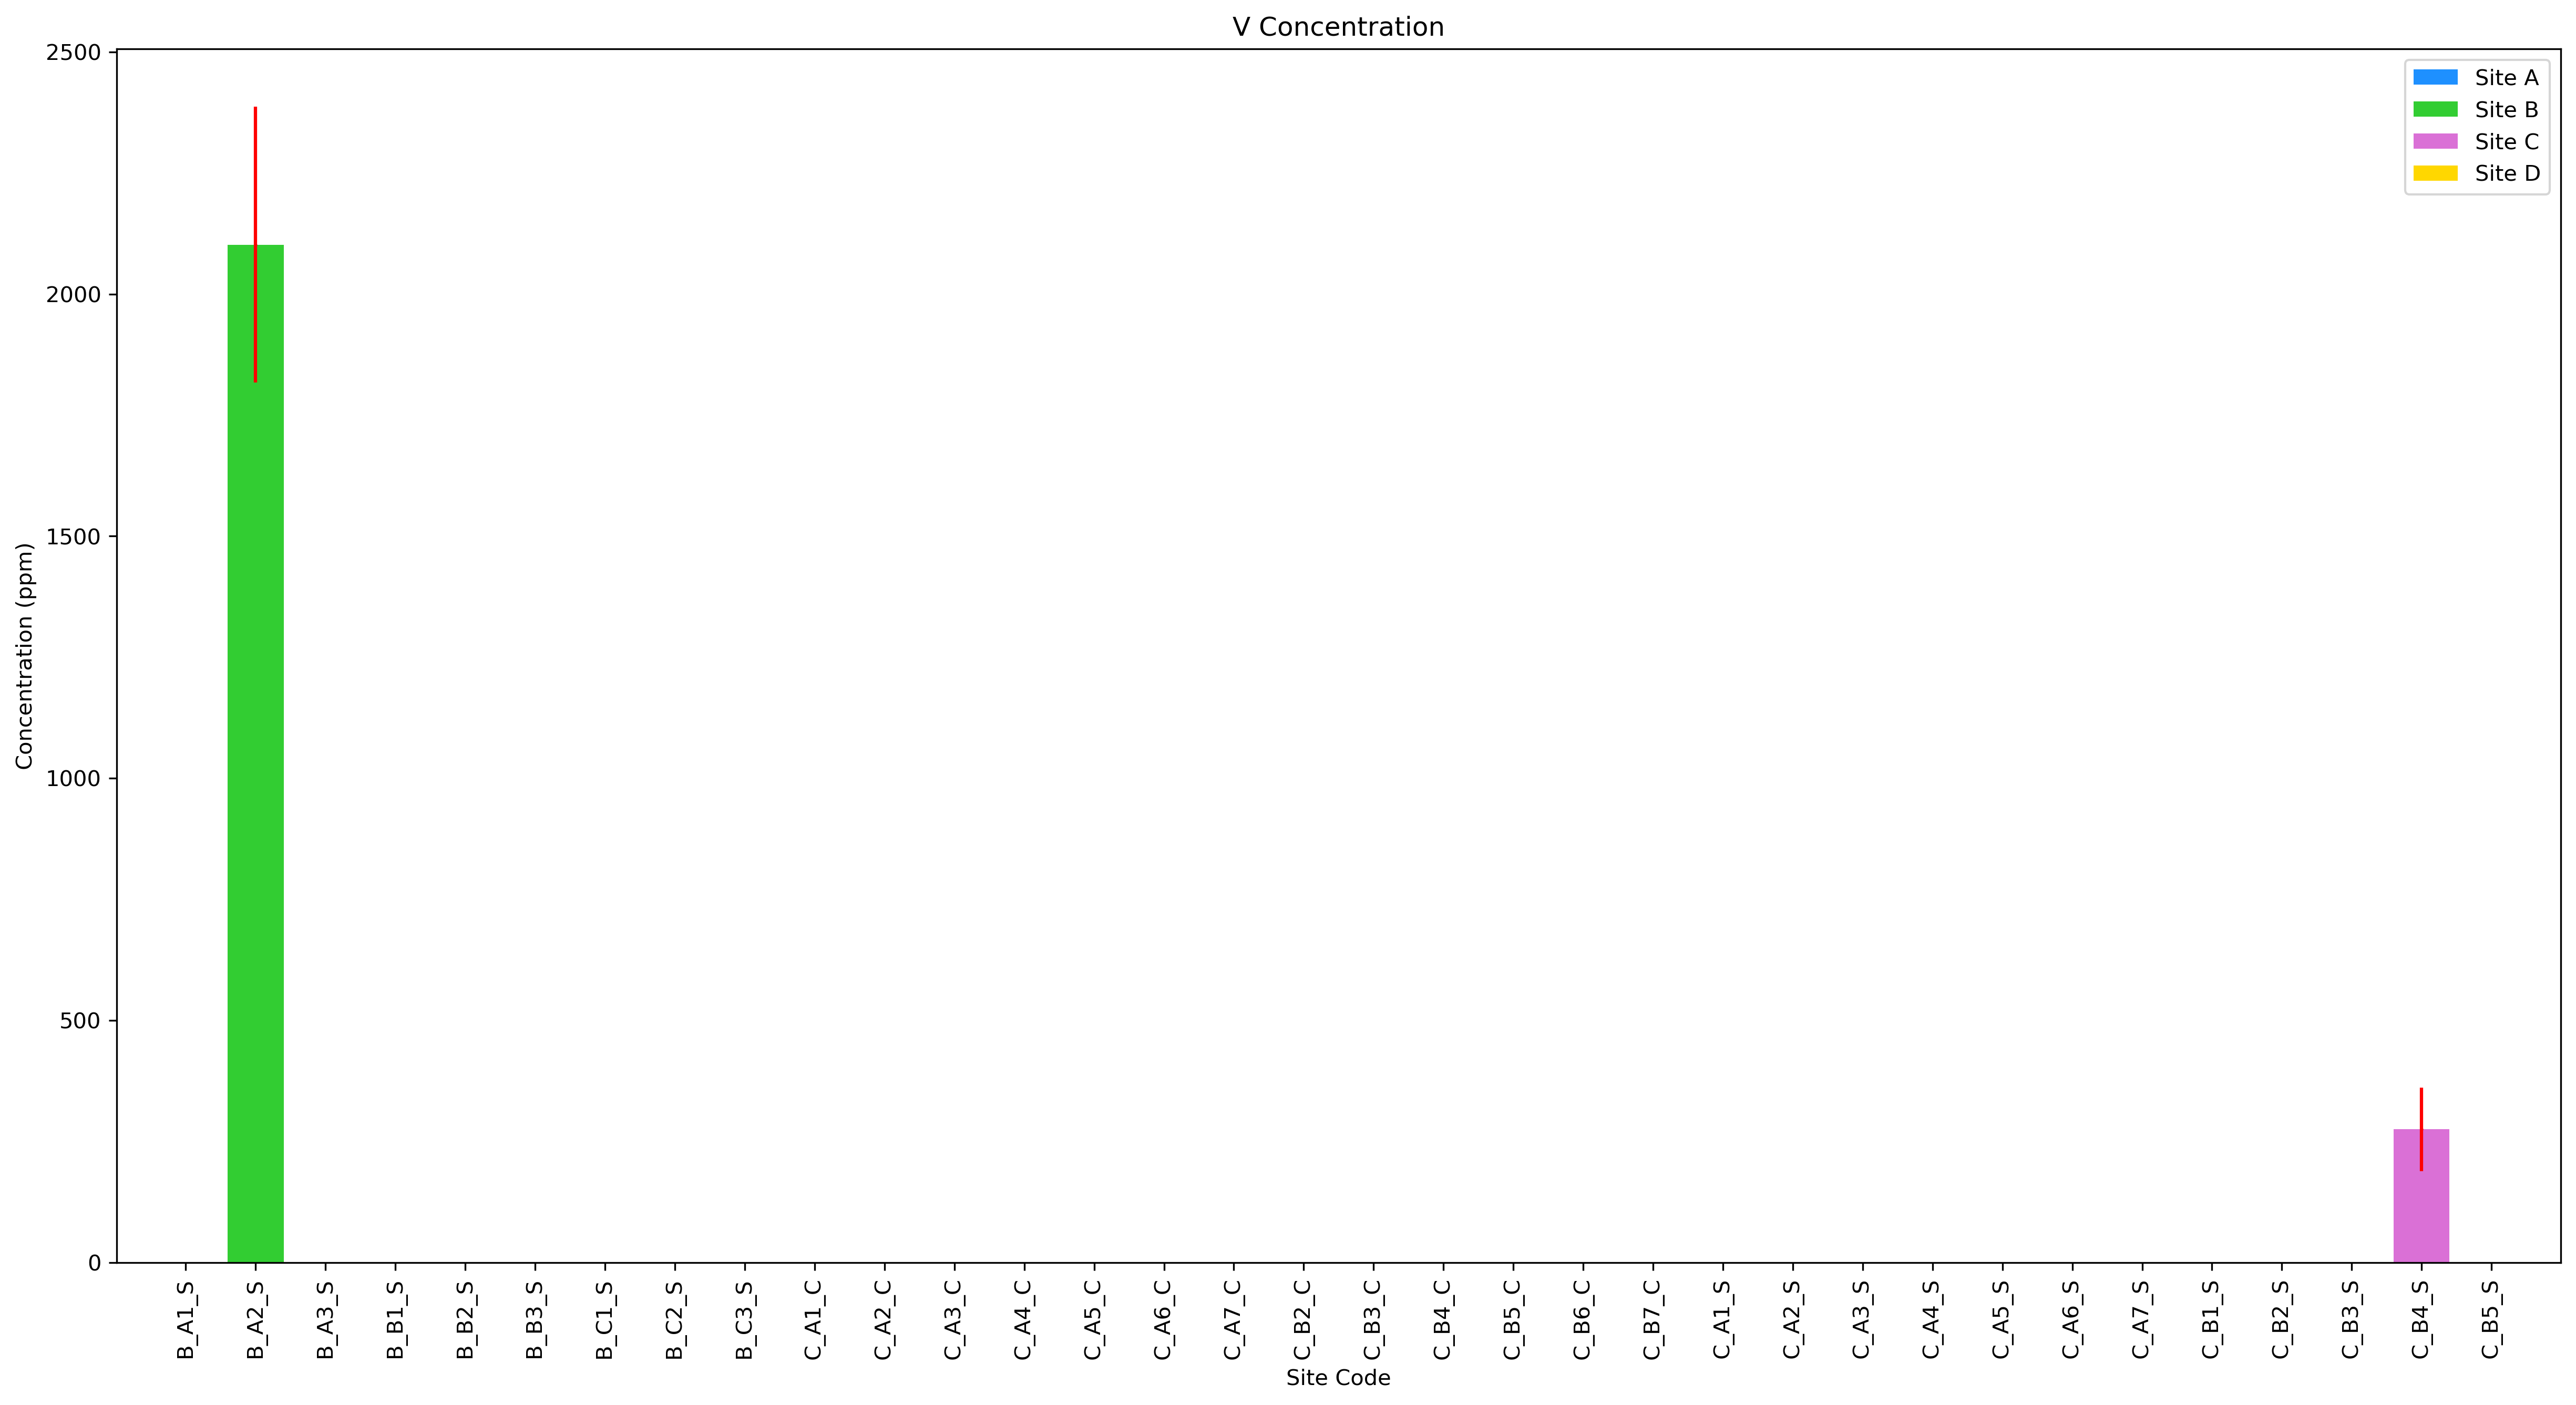 V Concentration
2500
2000
1500
1000
500
0
Concentration (ppm)
Site A
Site B
Site C
Site D
B_A1_S
B_A2_S
B_A3_S
B_B1_S
B_B2_S
B_B3_S
B_C1_S
B_C2_S
B_C3_S
C_A1_C
C_A2_C
C_A3_C
C_A4_C
C_A5_C
C_A6_C
C_A7_C
C_B2_C
C_B3_C
C_B4_C
C_B5_C
C_B6_C
C_B7_C
C_A1_S
C_A2_S
C_A3_S
C_A4_S
C_A5_S
C_A6_S
C_A7_S
C_B1_S
C_B2_S
C_B3_S
C_B4_S
C_B5_S
Site Code